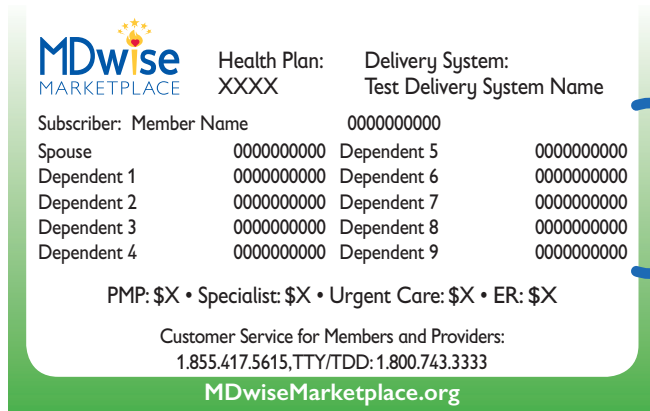 MDwise
MARKETPLACE
Health Plan:
XXXX
Delivery System:
Test Delivery System Name
Subscriber: Member Name 0000000000
Spouse 0000000000 Dependent 5 0000000000
Dependent 1 0000000000 Dependent 6 0000000000
Dependent 2 0000000000 Dependent 7 0000000000
Dependent 3 0000000000 Dependent 8 0000000000
Dependent 4 0000000000 Dependent 9 0000000000
PMP: $X • Specialist: $X • Urgent Care: $X • ER: $X
Customer Service for Members and Providers:
1.855.417.5615, TTY/TDD: 1.800.743.3333
MDwiseMarketplace.org